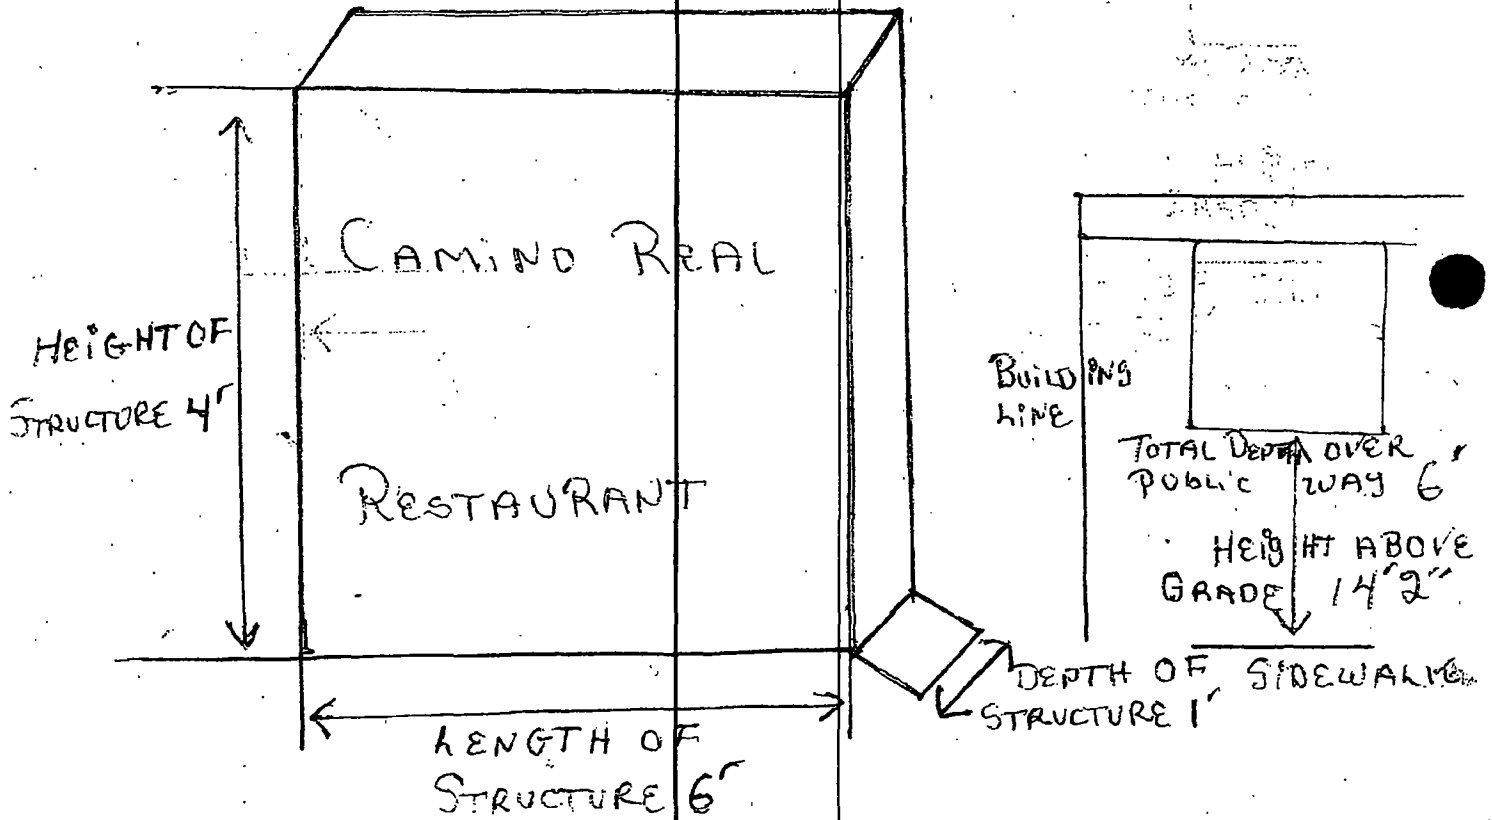 CAMINO REAL
RESTAURANT
HEIGHT OF
STRUCTURE 4'
LENGTH OF
STRUCTURE 6'
DEPTH OF
STRUCTURE 1'
BUILDING
LINE
TOTAL DEPTH OVER
PUBLIC WAY 6'
HEIGHT ABOVE
GRADE 14'2"
SIDEWALK